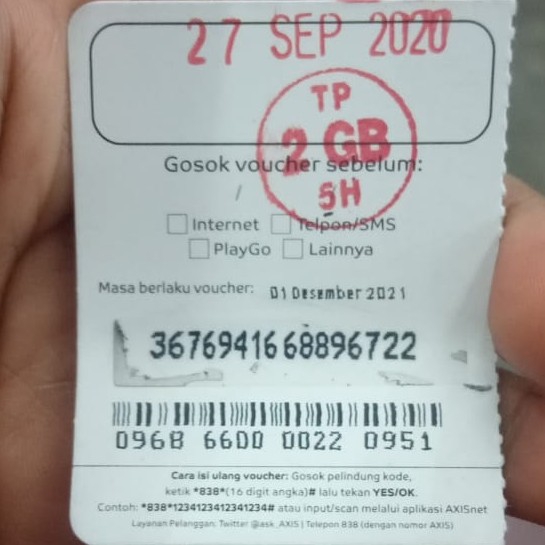 27 SEP 2020
TP
2 GB
5H
Gosok voucher sebelum:
Internet Telpon/SMS
PlayGo Lainnya
Masa berlaku voucher: 01 Desember 2021
3676941668896722
0968 6600 0022 0951
Cara isi ulang voucher: Gosok pelindung kode,
ketik *838*(16 digit angka)# lalu tekan YES/OK.
Contoh: *838*1234123412341234# atau input/scan melalui aplikasi AXISnet
Layanan Pelanggan: Twitter @ask_AXIS | Telepon 838 (dengan nomor AXIS)